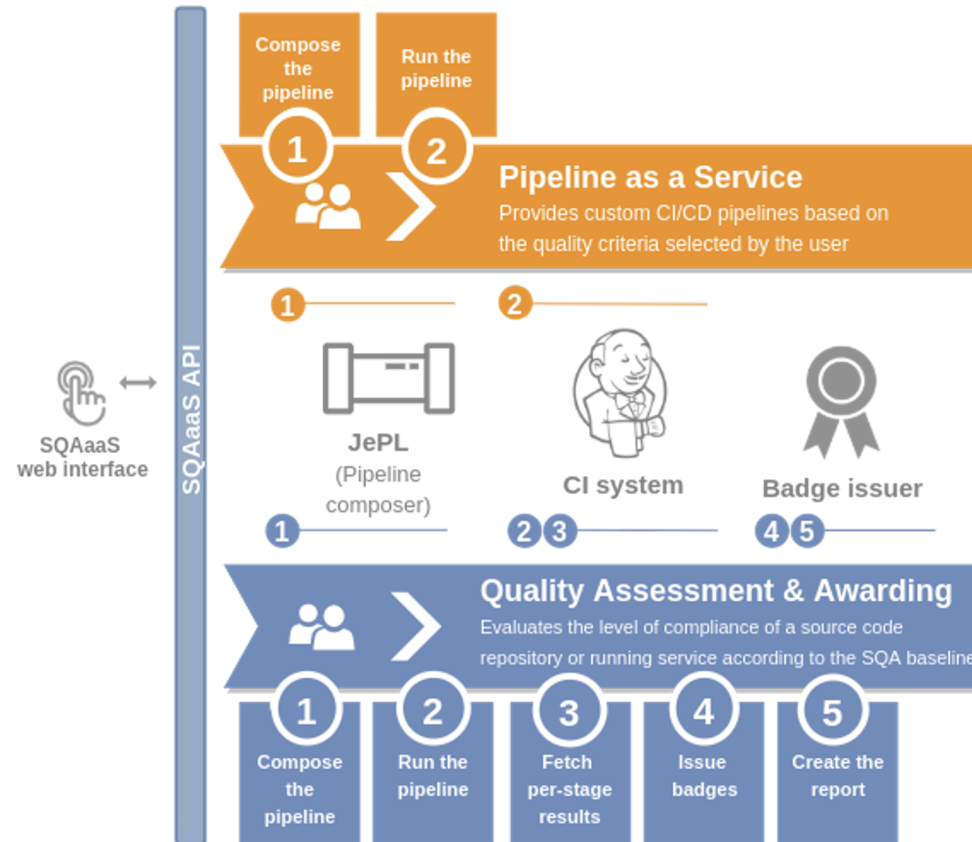 Compose
the
pipeline
Run the
pipeline
1
2
Pipeline as a Service
Provides custom CI/CD pipelines based on
the quality criteria selected by the user
1
2
SQAaaS
web interface
SQAaaS API
JePL
(Pipeline
composer)
CI system
Badge issuer
1
2 3
4 5
Quality Assessment & Awarding
Evaluates the level of compliance of a source code
repository or running service according to the SQA baseline
1
2
3
4
5
Compose
the
pipeline
Run the
pipeline
Fetch
per-stage
results
Issue
badges
Create the
report